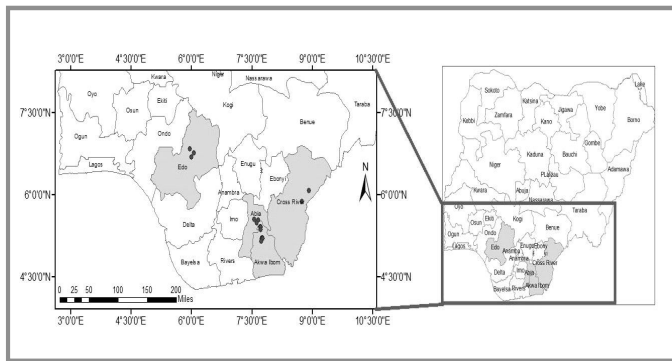 3°0'0"E 4°30'0"E 6°0'0"E 7°30'0"E 9°0'0"E 10°30'0"E
Kwara Niger Nassarawa
Oyo Ekiti Kogi Taraba
Osun
7°30'0"N 7°30'0"N
Benue
Ogun Ondo
Lagos Edo Enugu
Ebonyi
6°0'0"N 6°0'0"N
Anambra Cross River
Imo Abia
Delta
Bayelsa Rivers Akwa Ibom
4°30'0"N 4°30'0"N
0 25 50 100 150 200
Miles
3°0'0"E 4°30'0"E 6°0'0"E 7°30'0"E 9°0'0"E 10°30'0"E
N
Lake
Sokoto Katsina
Jigawa Yobe
Kebbi Zamfara Kano Borno
Gombe
Kaduna Bauchi
Niger Adamawa
Kwara Abuja
Nassarawa
Oyo Taraba
Ekiti Kogi
Ogun Ondo Benue
Lagos Edo Enugu Ebony
Cross River
Delta Imo Abia
Akwa Ibom
Bayelsa Rivers